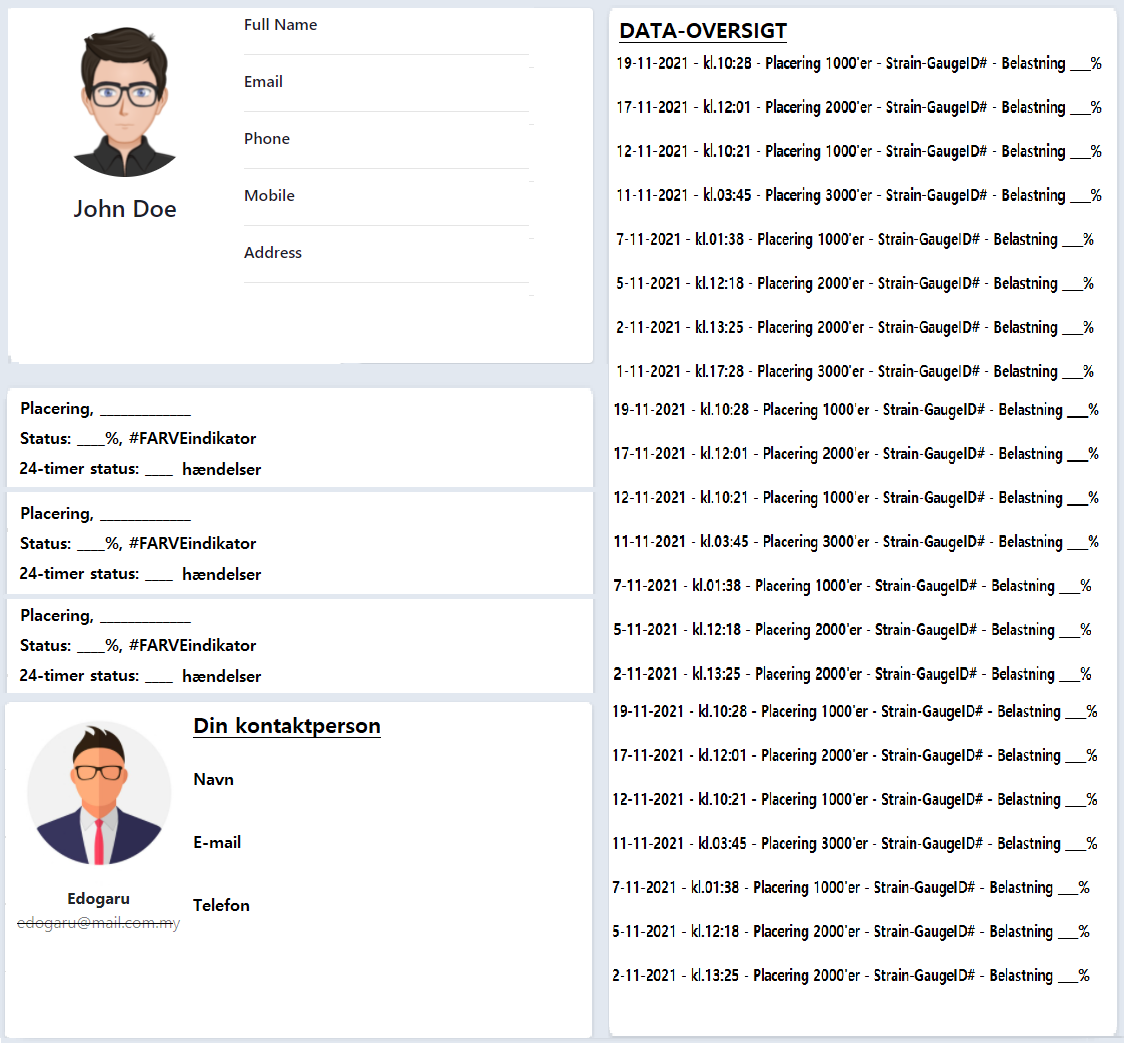 Full Name
Email
Phone
Mobile
Address
John Doe
Placering, _____________
Status: ____%, #FARVEindikator
24-timer status: ____ hændelser
Placering, _____________
Status: ____%, #FARVEindikator
24-timer status: ____ hændelser
Placering, _____________
Status: ____%, #FARVEindikator
24-timer status: ____ hændelser
Din kontaktperson
Navn
E-mail
Telefon
Edogaru
edogaru@mail.com.my
DATA-OVERSIGT
19-11-2021 - kl.10:28 - Placering 1000'er - Strain-GaugeID# - Belastning ___%
17-11-2021 - kl.12:01 - Placering 2000'er - Strain-GaugeID# - Belastning ___%
12-11-2021 - kl.10:21 - Placering 1000'er - Strain-GaugeID# - Belastning ___%
11-11-2021 - kl.03:45 - Placering 3000'er - Strain-GaugeID# - Belastning ___%
7-11-2021 - kl.01:38 - Placering 1000'er - Strain-GaugeID# - Belastning ___%
5-11-2021 - kl.12:18 - Placering 2000'er - Strain-GaugeID# - Belastning ___%
2-11-2021 - kl.13:25 - Placering 2000'er - Strain-GaugeID# - Belastning ___%
1-11-2021 - kl.17:28 - Placering 3000'er - Strain-GaugeID# - Belastning ___%
19-11-2021 - kl.10:28 - Placering 1000'er - Strain-GaugeID# - Belastning ___%
17-11-2021 - kl.12:01 - Placering 2000'er - Strain-GaugeID# - Belastning ___%
12-11-2021 - kl.10:21 - Placering 1000'er - Strain-GaugeID# - Belastning ___%
11-11-2021 - kl.03:45 - Placering 3000'er - Strain-GaugeID# - Belastning ___%
7-11-2021 - kl.01:38 - Placering 1000'er - Strain-GaugeID# - Belastning ___%
5-11-2021 - kl.12:18 - Placering 2000'er - Strain-GaugeID# - Belastning ___%
2-11-2021 - kl.13:25 - Placering 2000'er - Strain-GaugeID# - Belastning ___%
19-11-2021 - kl.10:28 - Placering 1000'er - Strain-GaugeID# - Belastning ___%
17-11-2021 - kl.12:01 - Placering 2000'er - Strain-GaugeID# - Belastning ___%
12-11-2021 - kl.10:21 - Placering 1000'er - Strain-GaugeID# - Belastning ___%
11-11-2021 - kl.03:45 - Placering 3000'er - Strain-GaugeID# - Belastning ___%
7-11-2021 - kl.01:38 - Placering 1000'er - Strain-GaugeID# - Belastning ___%
5-11-2021 - kl.12:18 - Placering 2000'er - Strain-GaugeID# - Belastning ___%
2-11-2021 - kl.13:25 - Placering 2000'er - Strain-GaugeID# - Belastning ___%